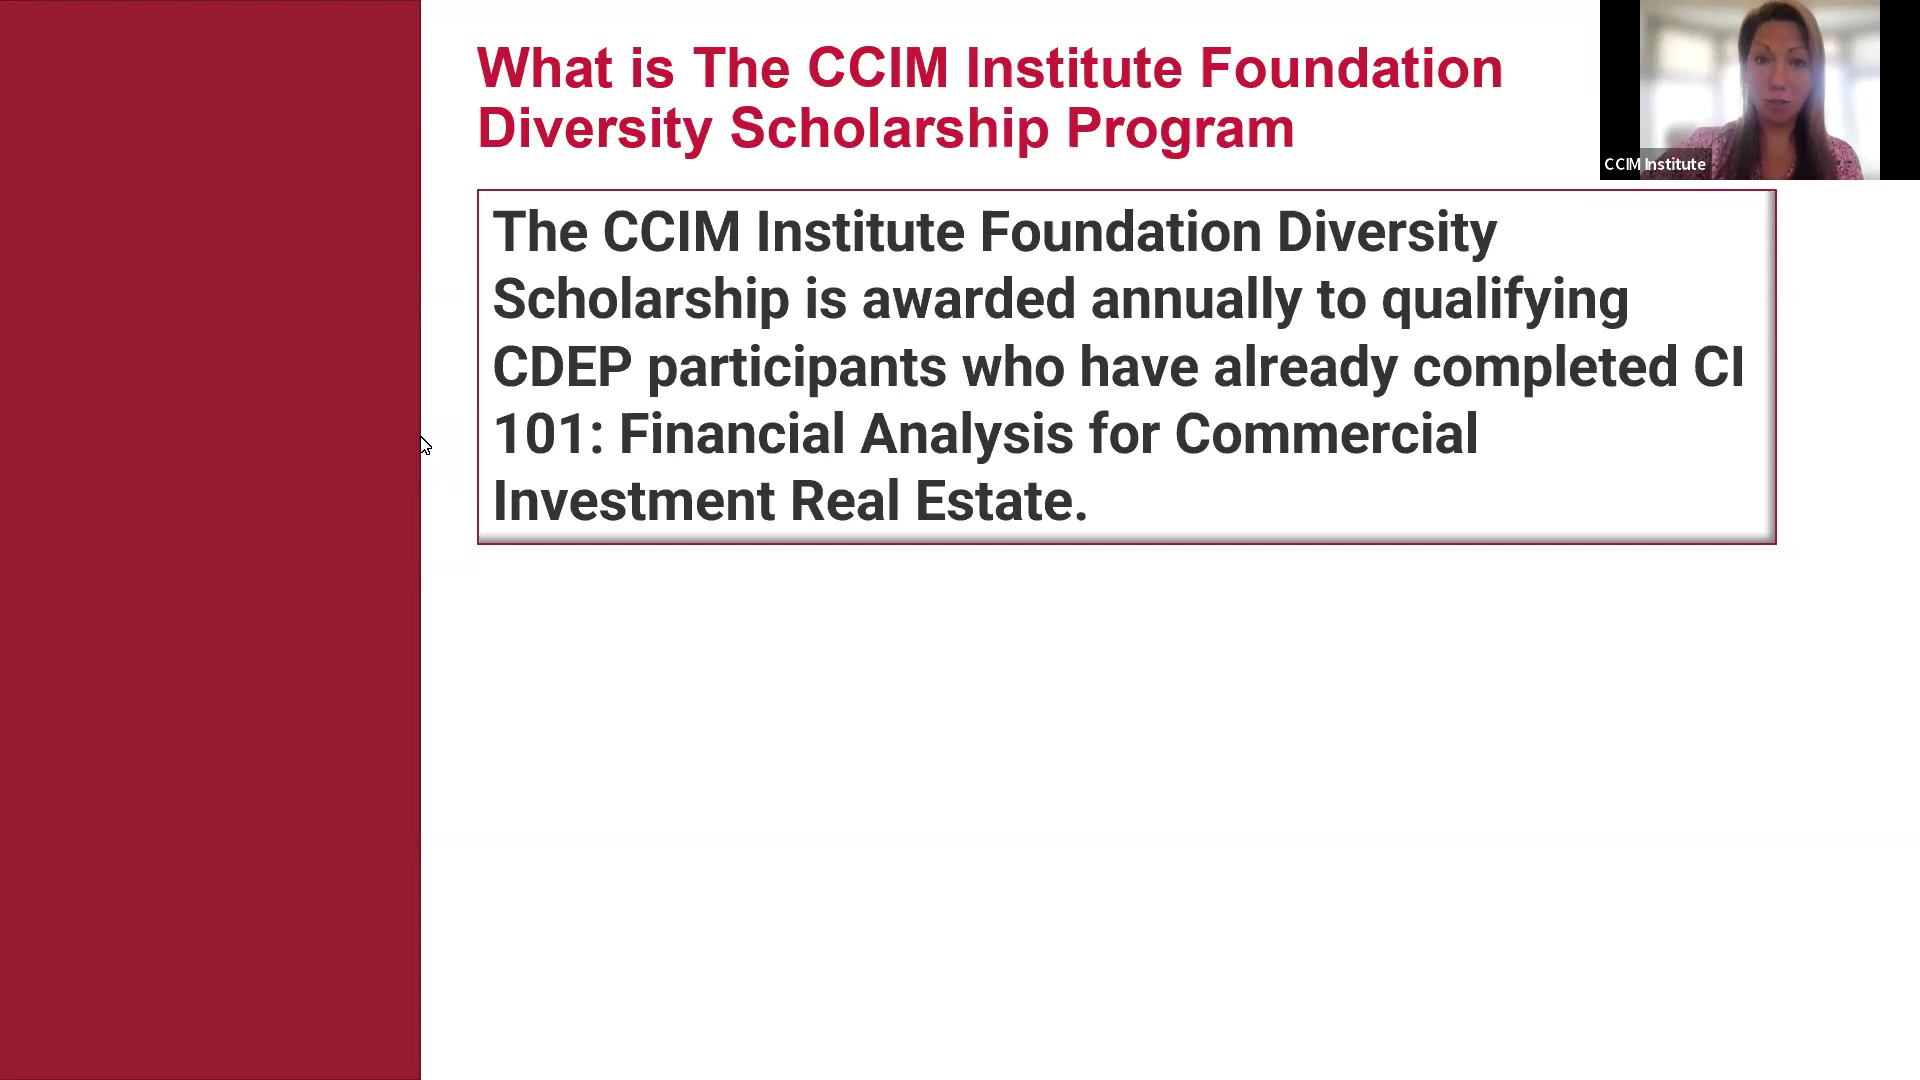 What is The CCIM Institute Foundation
Diversity Scholarship Program
CCIM Institute
The CCIM Institute Foundation Diversity
Scholarship is awarded annually to qualifying
CDEP participants who have already completed CI
101: Financial Analysis for Commercial
Investment Real Estate.